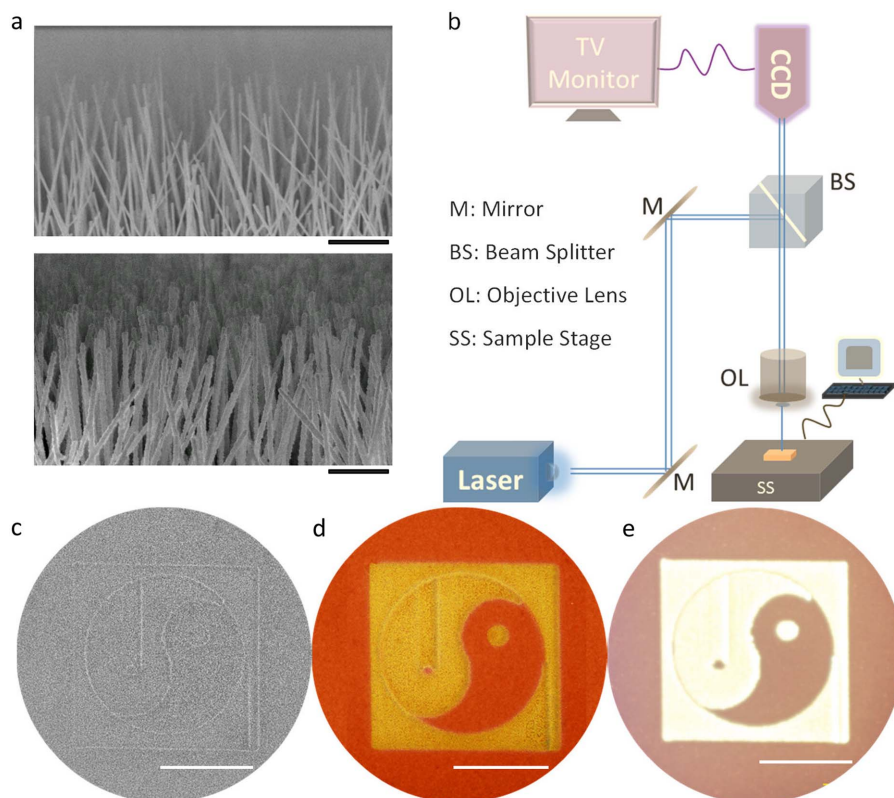 a
b
TV
Monitor
CCD
BS
M
M: Mirror
BS: Beam Splitter
OL: Objective Lens
SS: Sample Stage
OL
Laser
M
SS
c
d
e